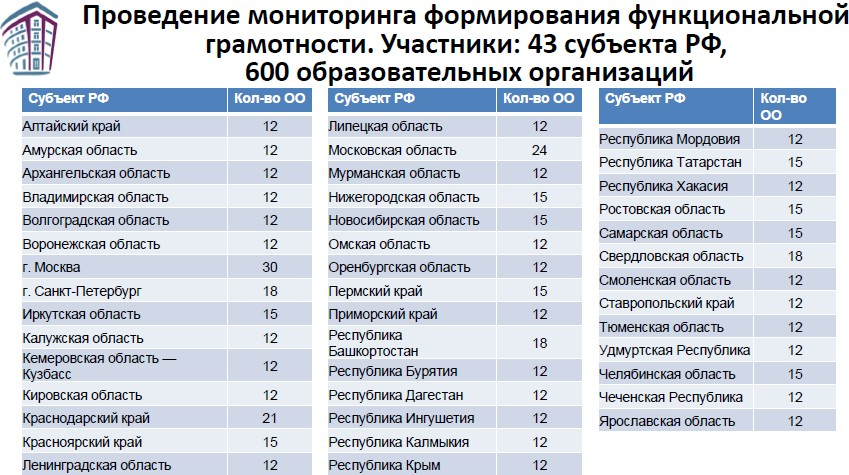 Проведение мониторинга формирования функциональной
грамотности. Участники: 43 субъекта РФ,
600 образовательных организаций
Субъект РФ Кол-во ОО
Алтайский край 12
Амурская область 12
Архангельская область 12
Владимирская область 12
Волгоградская область 12
Воронежская область 12
г. Москва 30
г. Санкт-Петербург 18
Иркутская область 15
Калужская область 12
Кемеровская область —
Кузбасс 12
Кировская область 12
Краснодарский край 21
Красноярский край 15
Ленинградская область 12
Субъект РФ Кол-во ОО
Липецкая область 12
Московская область 24
Мурманская область 12
Нижегородская область 15
Новосибирская область 15
Омская область 12
Оренбургская область 12
Пермский край 15
Приморский край 12
Республика
Башкортостан 18
Республика Бурятия 12
Республика Дагестан 12
Республика Ингушетия 12
Республика Калмыкия 12
Республика Крым 12
Субъект РФ Кол-во
ОО
Республика Мордовия 12
Республика Татарстан 15
Республика Хакасия 12
Ростовская область 15
Самарская область 15
Свердловская область 18
Смоленская область 12
Ставропольский край 12
Тюменская область 12
Удмуртская Республика 12
Челябинская область 15
Чеченская Республика 12
Ярославская область 12